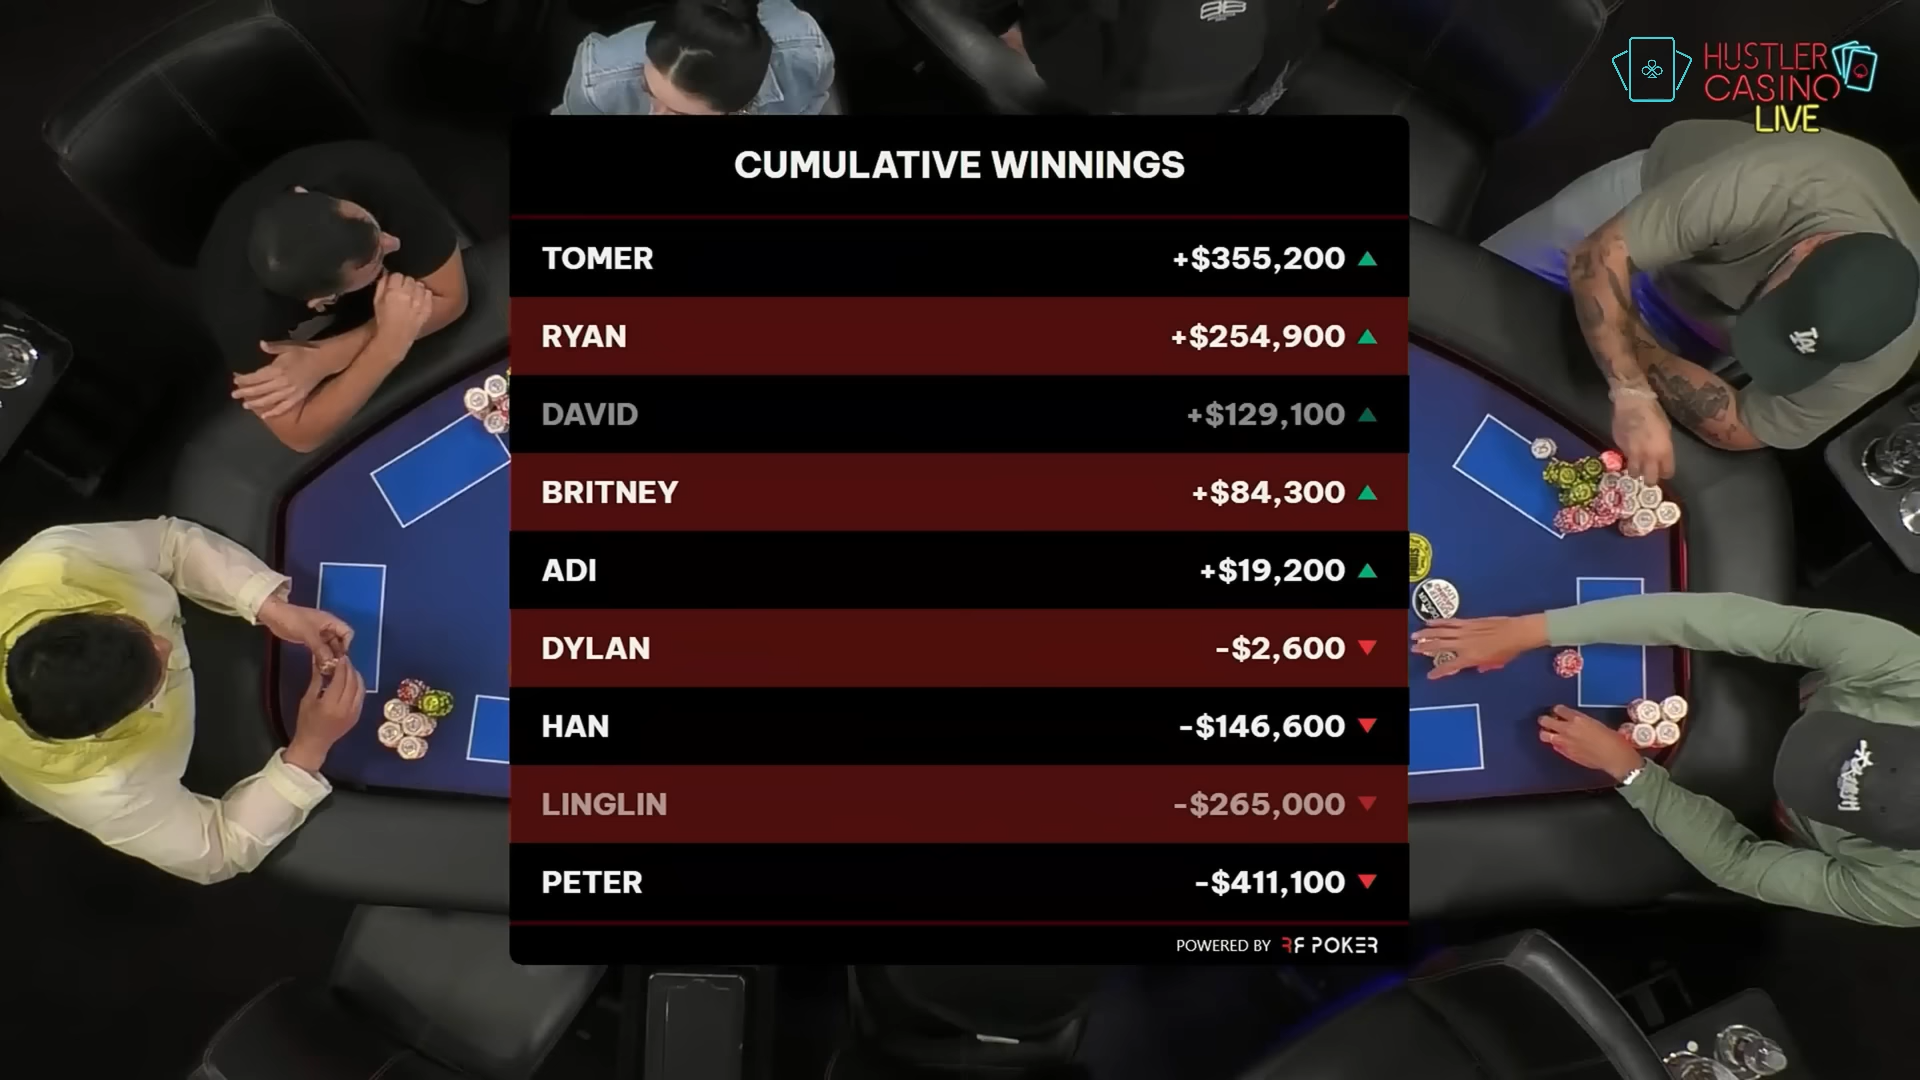 HUSTLER
CASINO
LIVE
CUMULATIVE WINNINGS
TOMER +$355,200
RYAN +$254,900
DAVID +$129,100
BRITNEY +$84,300
ADI +$19,200
DYLAN -$2,600
HAN -$146,600
LINGLIN -$265,000
PETER -$411,100
POWERED BY RF POKER